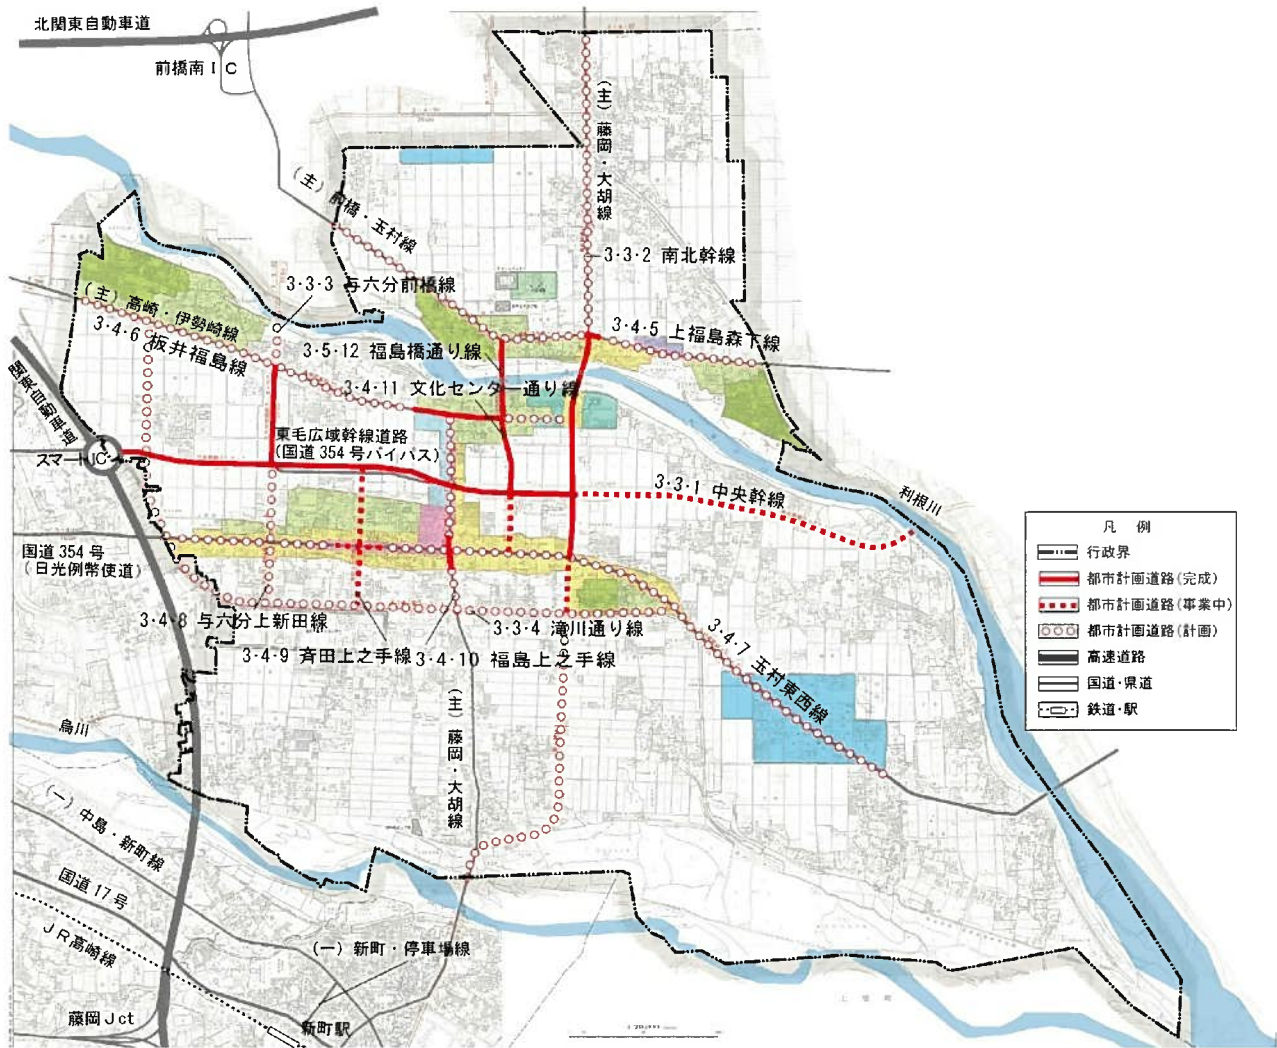 北関東自動車道
前橋南IC
(主)藤岡・大胡線
(主)前橋・玉村線
3・3・2 南北幹線
3・3・3 与六分前橋線
(主)高崎・伊勢崎線
3・4・6 板井福島線
3・4・5 上福島森下線
3・5・12 福島橋通り線
3・4・11 文化センター通り線
関東自動車道
東毛広域幹線道路
(国道354号バイパス)
スマートIC
3・3・1 中央幹線
利根川
国道354号
(日光例幣使道)
3・4・8 与六分上新田線
3・3・4 滝川通り線
3・4・9 斉田上之手線
3・4・10 福島上之手線
3・4・7 玉村東西線
(主)藤岡・大胡線
烏川
(一)中島・新町線
国道17号
JR高崎線
(一)新町・停車場線
藤岡Jct
新町駅
凡 例
行政界
都市計画道路(完成)
都市計画道路(事業中)
都市計画道路(計画)
高速道路
国道・県道
鉄道・駅